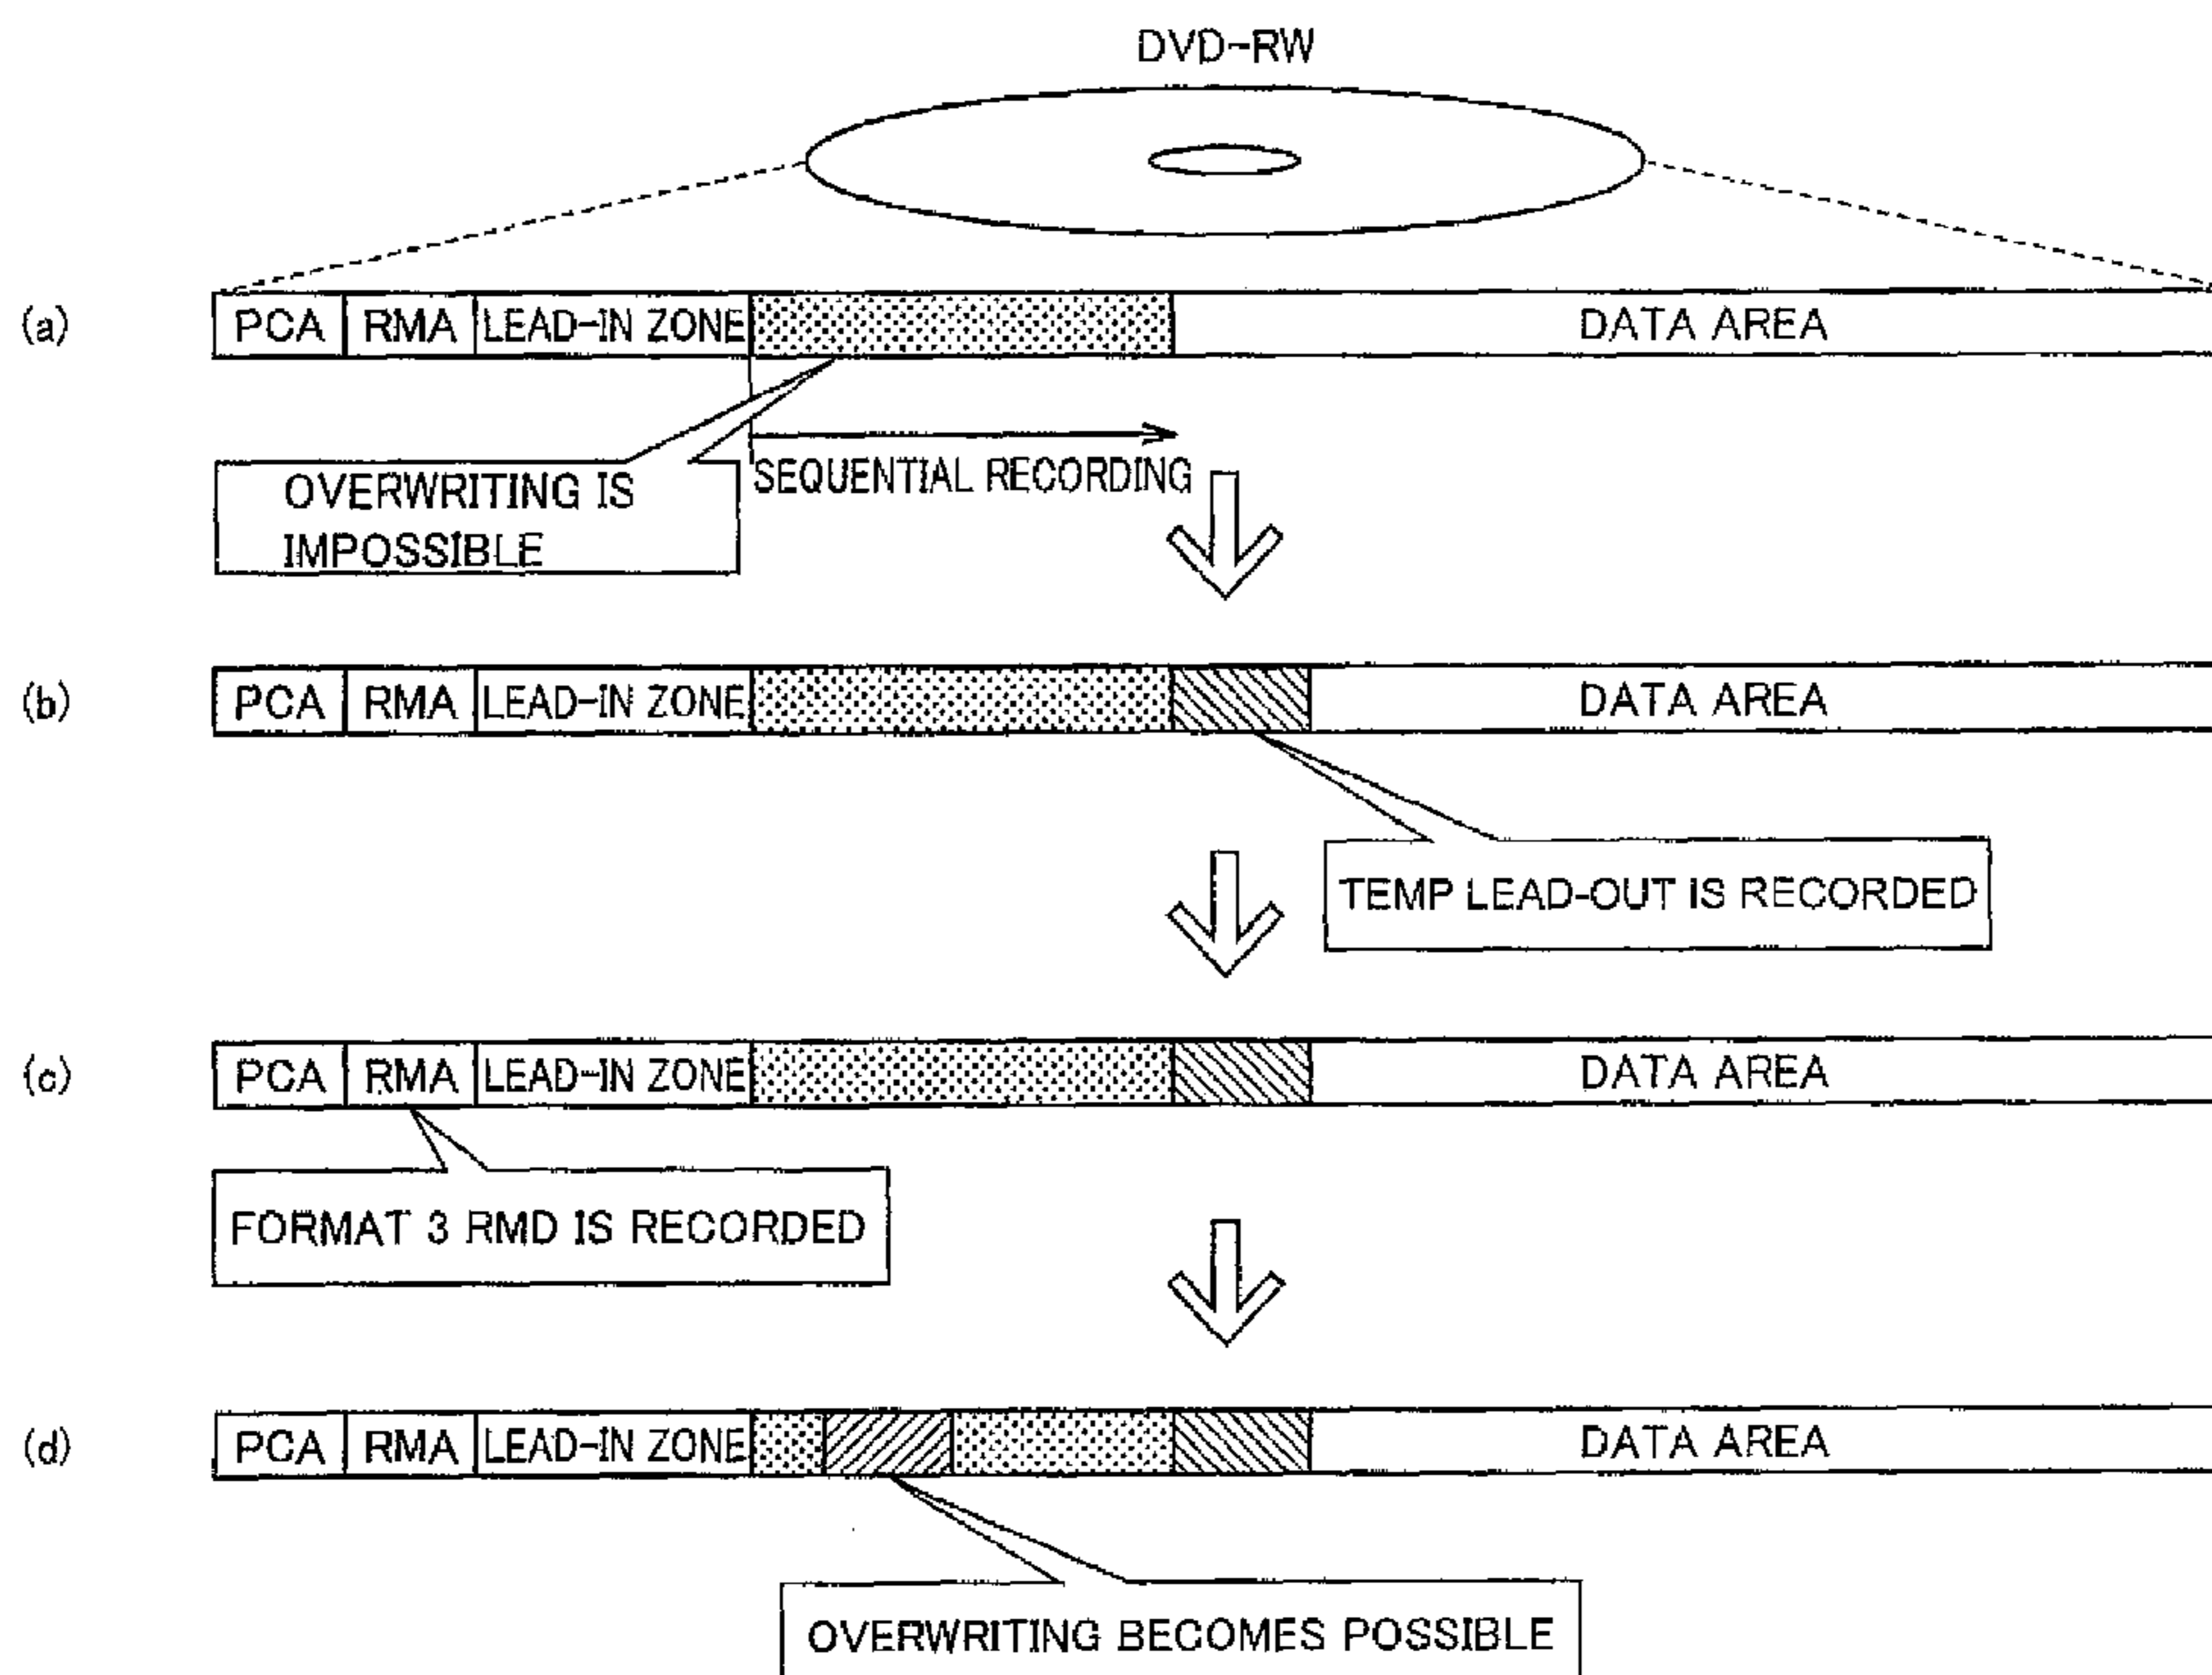 DVD-RW
(a) PCA RMA LEAD-IN ZONE DATA AREA
OVERWRITING IS
IMPOSSIBLE
SEQUENTIAL RECORDING
(b) PCA RMA LEAD-IN ZONE DATA AREA
TEMP LEAD-OUT IS RECORDED
(c) PCA RMA LEAD-IN ZONE DATA AREA
FORMAT 3 RMD IS RECORDED
(d) PCA RMA LEAD-IN ZONE DATA AREA
OVERWRITING BECOMES POSSIBLE